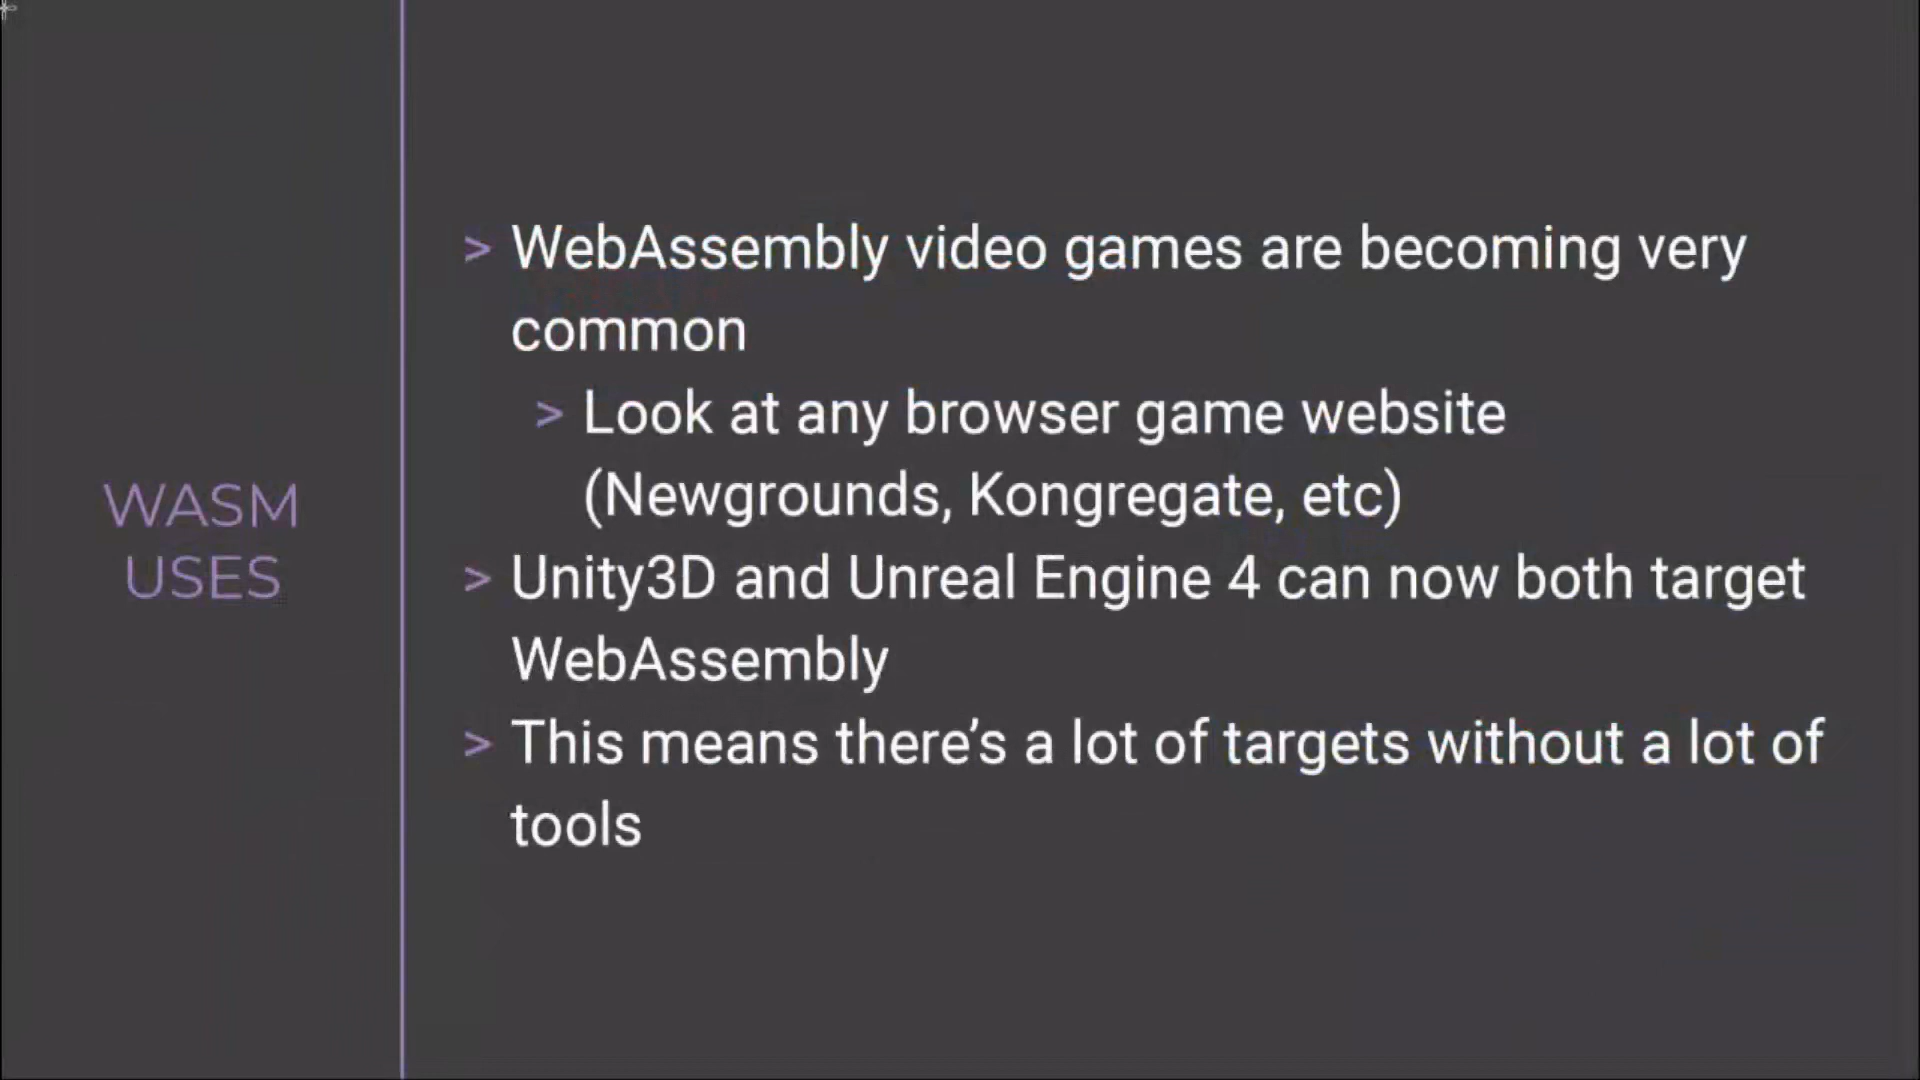 WASM
USES
> WebAssembly video games are becoming very
common
> Look at any browser game website
(Newgrounds, Kongregate, etc)
> Unity3D and Unreal Engine 4 can now both target
WebAssembly
> This means there’s a lot of targets without a lot of
tools